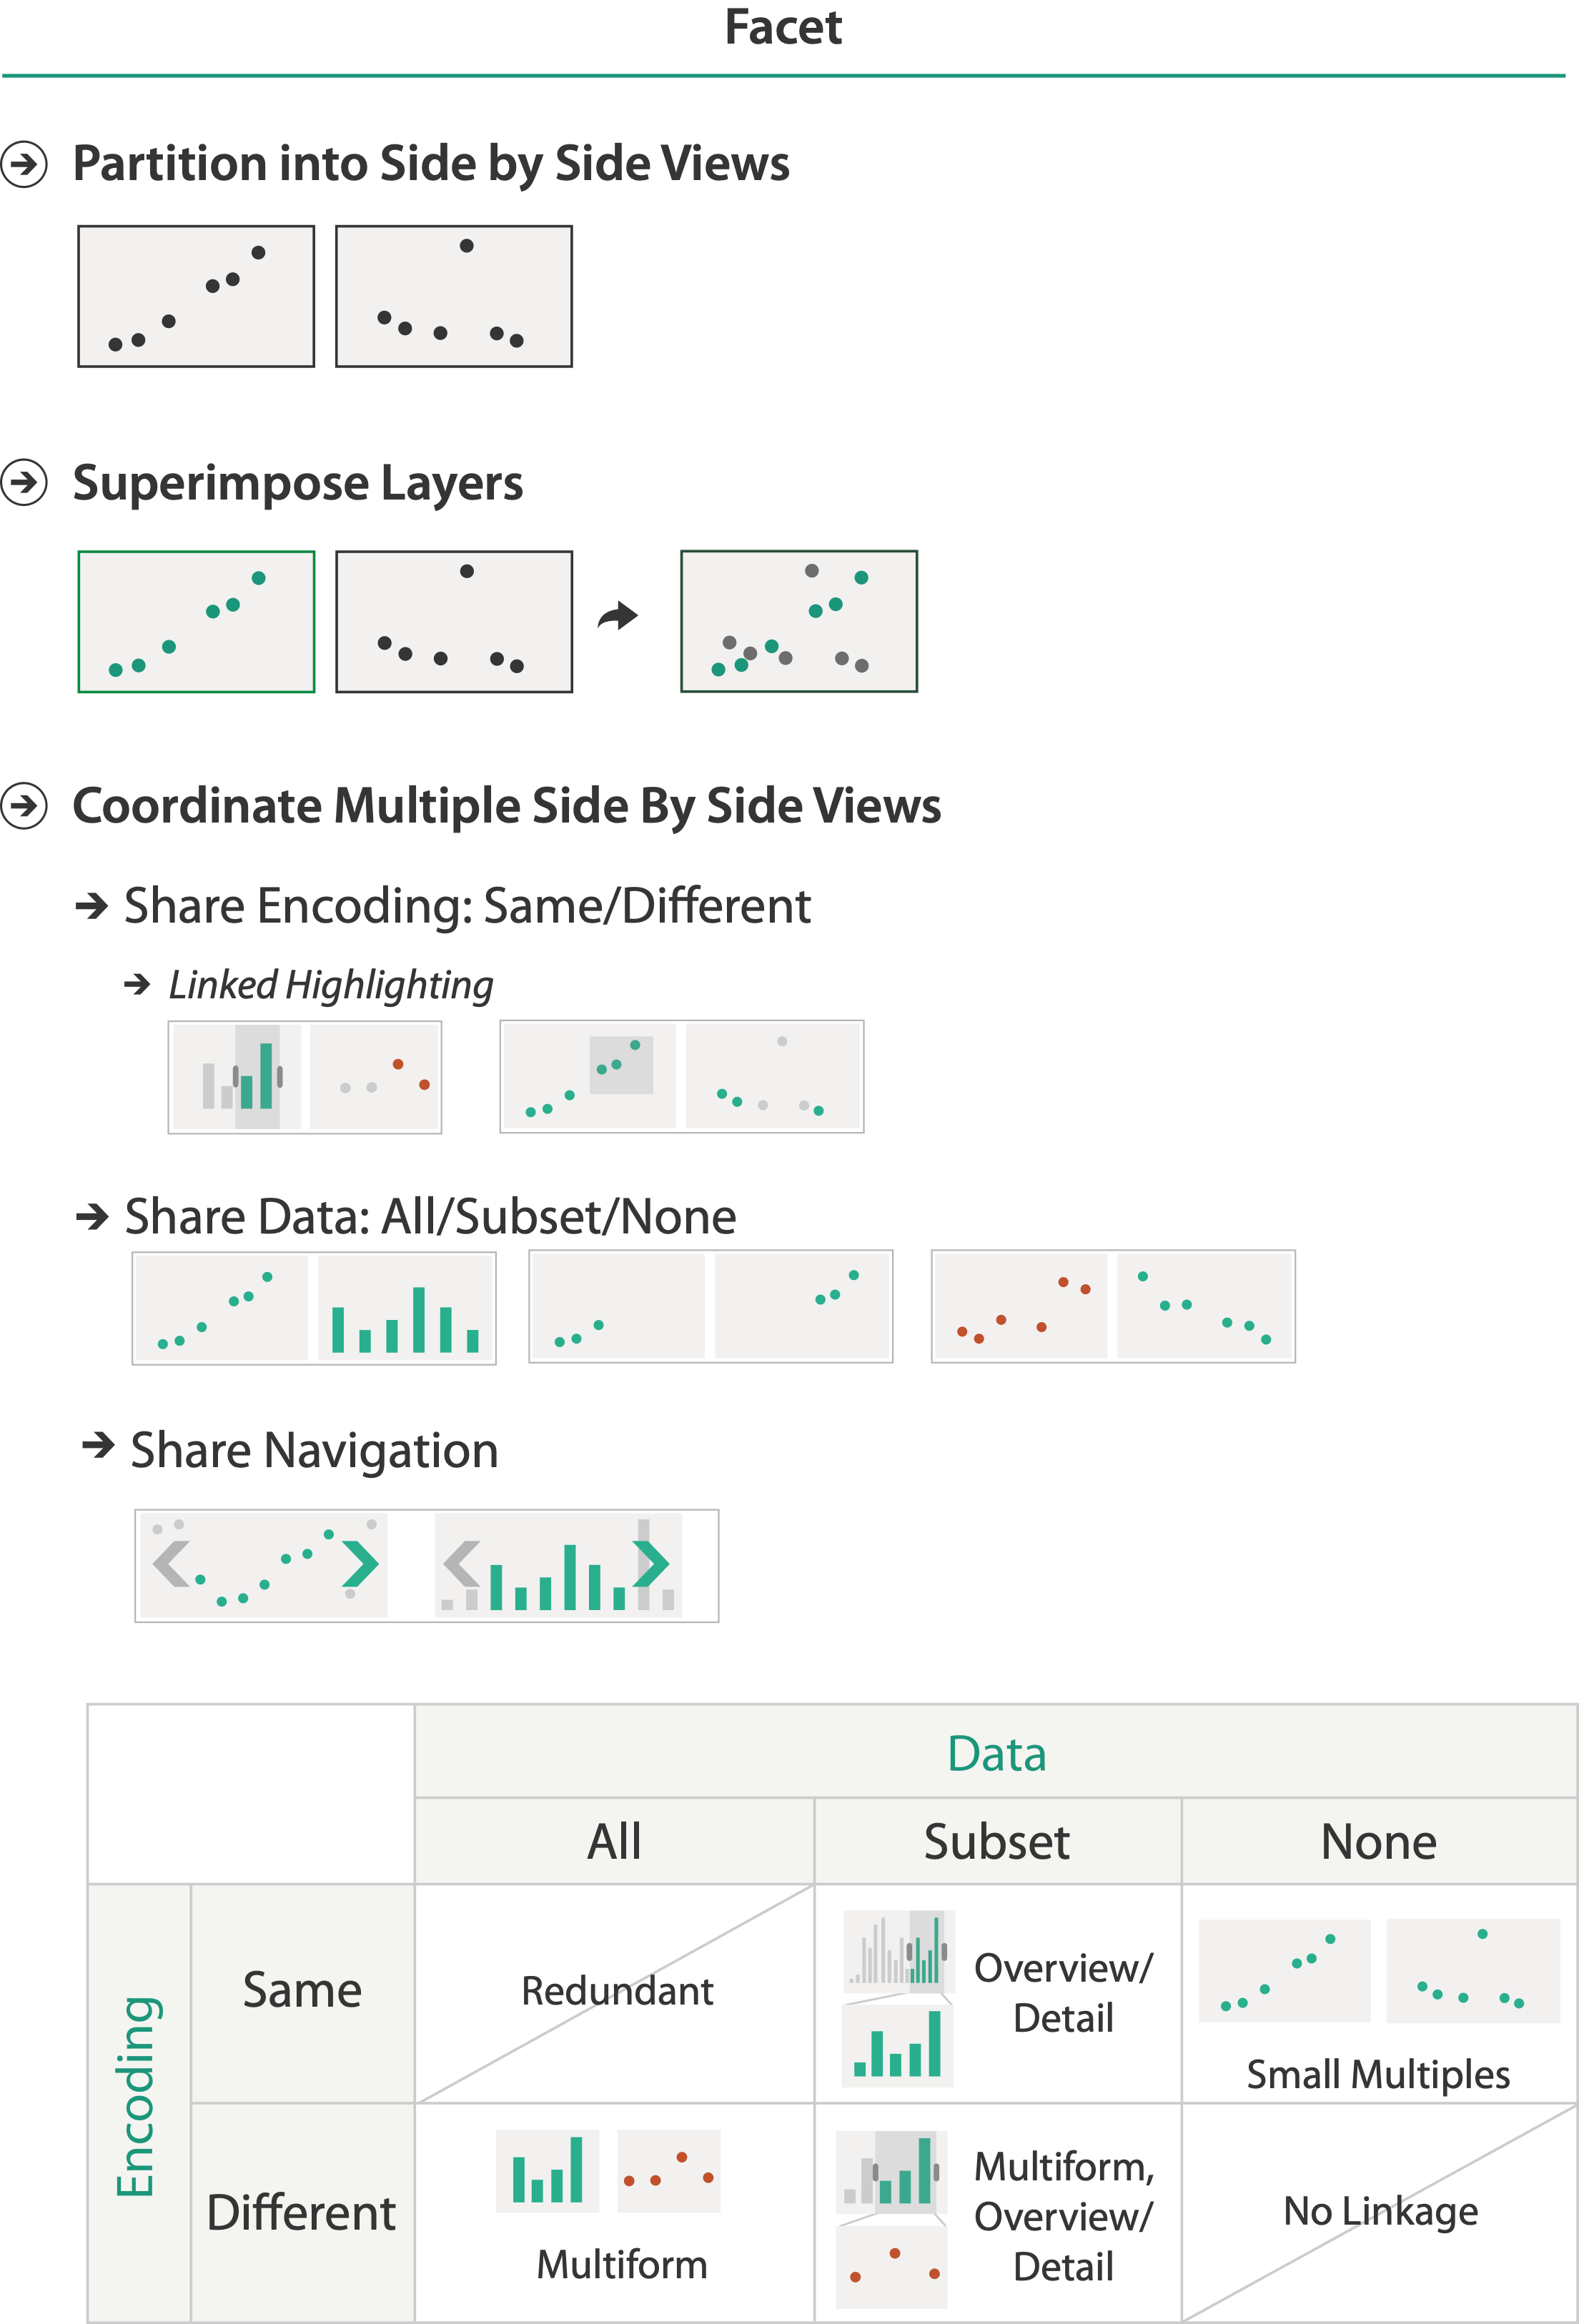 Facet
Partition into Side by Side Views
Superimpose Layers
Coordinate Multiple Side By Side Views
Share Encoding: Same/Different
Linked Highlighting
Share Data: All/Subset/None
Share Navigation
Data
All
Subset
None
Encoding
Same
Redundant
Overview/
Detail
Small Multiples
Different
Multiform
Multiform,
Overview/
Detail
No Linkage